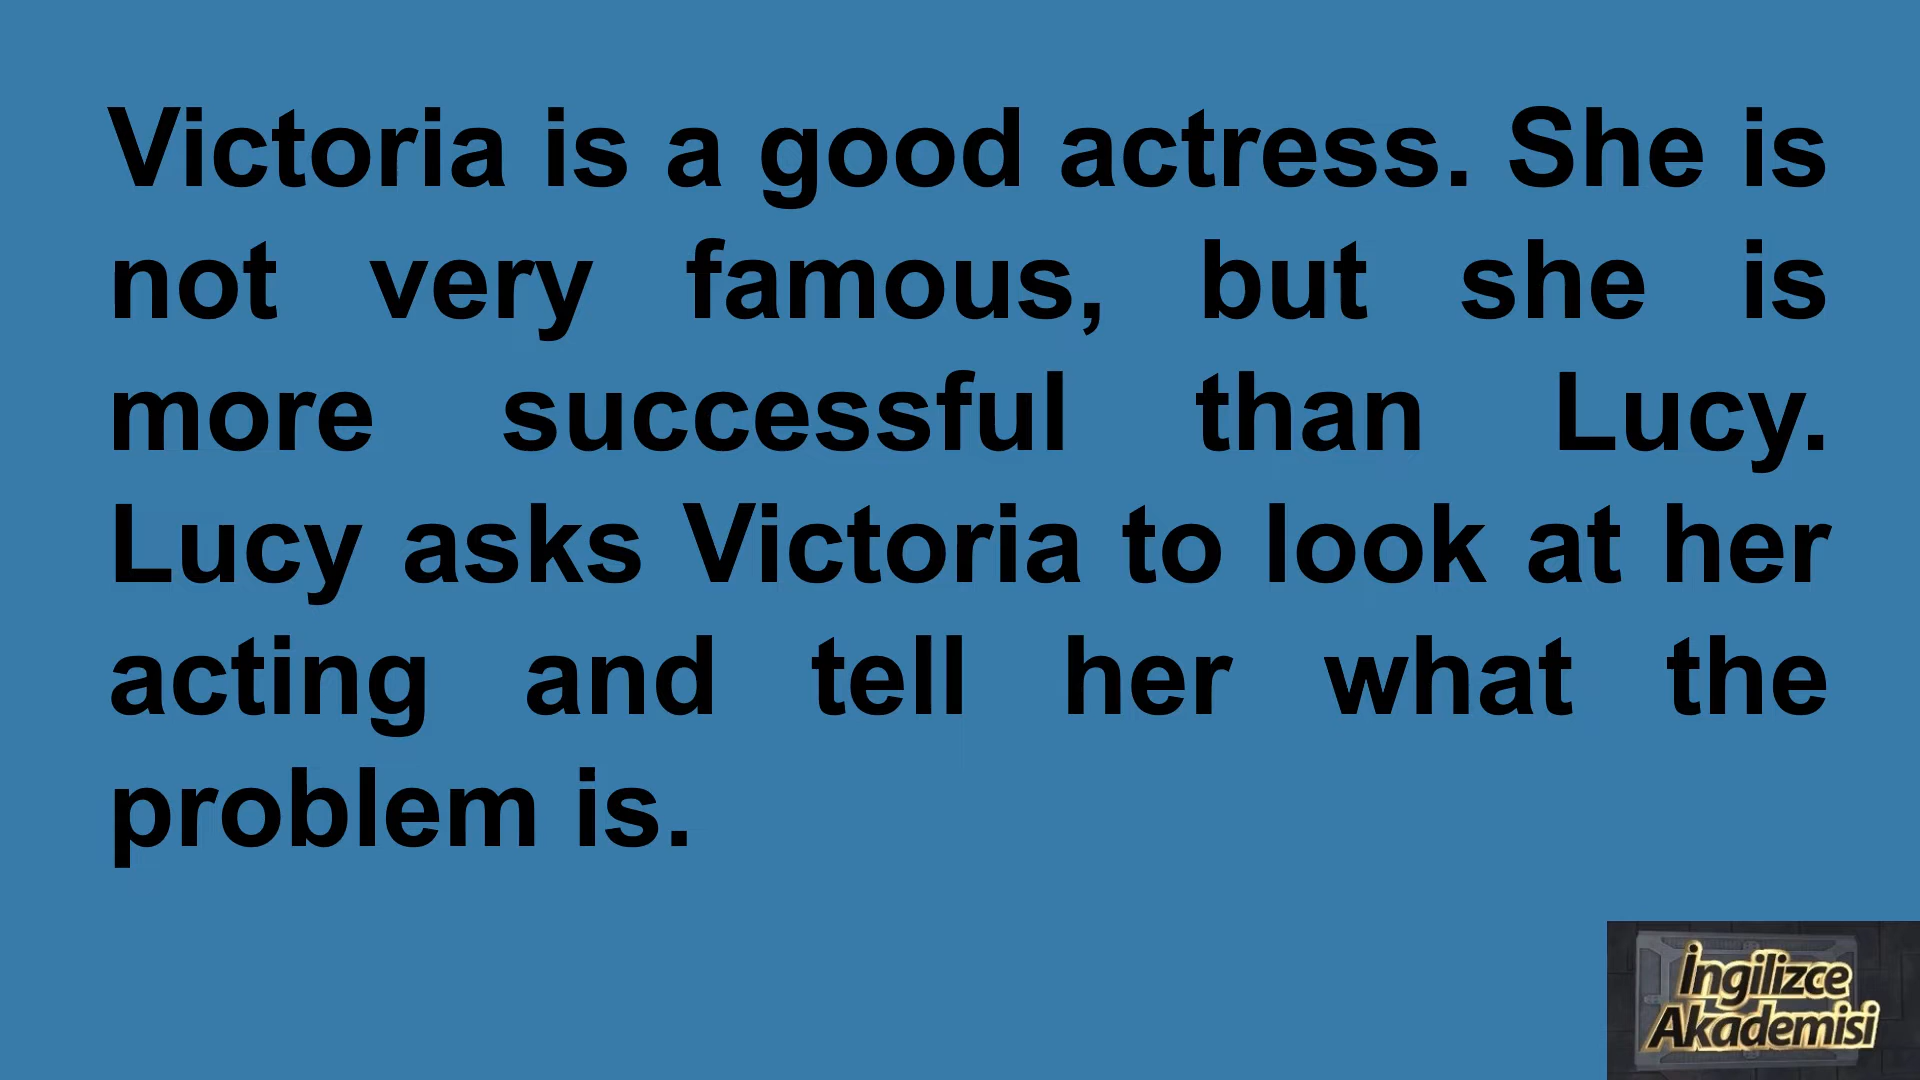 Victoria is a good actress. She is
not very famous, but she is
more successful than Lucy.
Lucy asks Victoria to look at her
acting and tell her what the
problem is.
İngilizce
Akademisi